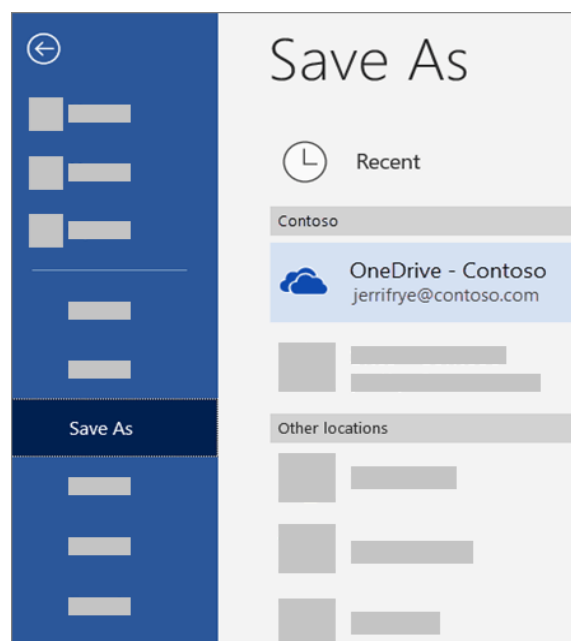 Save As
Recent
Contoso
OneDrive - Contoso
jerrifrye@contoso.com
Save As
Other locations